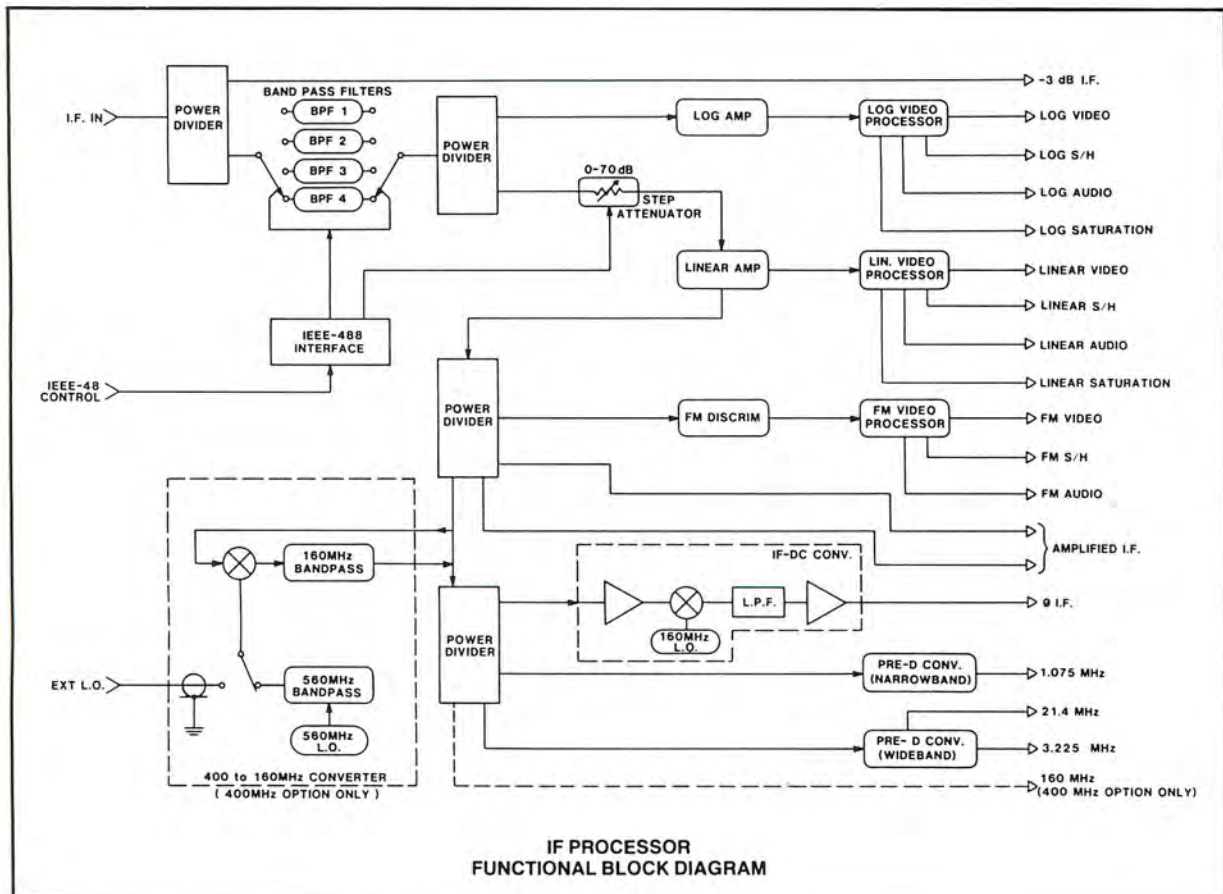 -3 dB I.F.
BAND PASS FILTERS
POWER
DIVIDER
I.F. IN
BPF 1
BPF 2
BPF 3
BPF 4
POWER
DIVIDER
LOG AMP
LOG VIDEO
PROCESSOR
LOG VIDEO
LOG S/H
LOG AUDIO
LOG SATURATION
0-70dB
STEP
ATTENUATOR
LINEAR AMP
LIN. VIDEO
PROCESSOR
LINEAR VIDEO
LINEAR S/H
LINEAR AUDIO
LINEAR SATURATION
IEEE-488
INTERFACE
IEEE-48
CONTROL
POWER
DIVIDER
FM DISCRIM
FM VIDEO
PROCESSOR
FM VIDEO
FM S/H
FM AUDIO
AMPLIFIED I.F.
160MHz
BANDPASS
EXT L.O.
560MHz
BANDPASS
560MHz
L.O.
400 to 160MHz CONVERTER
( 400MHz OPTION ONLY )
POWER
DIVIDER
IF-DC CONV.
L.P.F.
160MHz
L.O.
9 I.F.
PRE-D CONV.
(NARROWBAND)
1.075 MHz
21.4 MHz
PRE- D CONV.
(WIDEBAND)
3.225 MHz
160 MHz
(400 MHz OPTION ONLY)
IF PROCESSOR
FUNCTIONAL BLOCK DIAGRAM